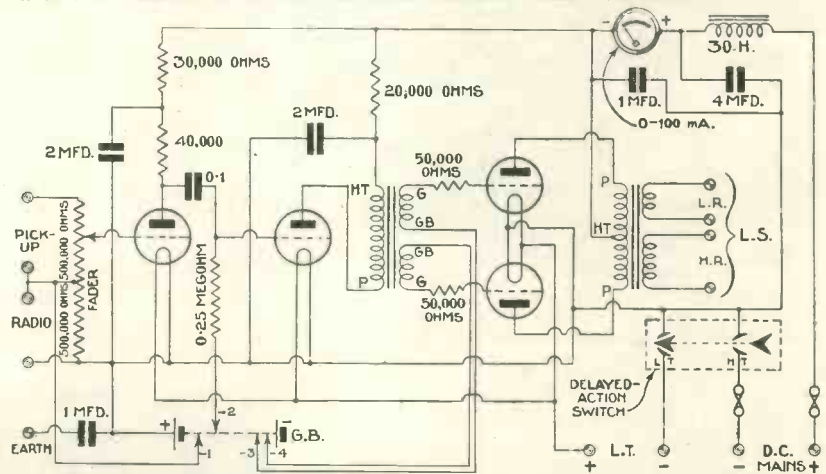 30,000 OHMS
40,000
2 MFD.
0·1
2 MFD.
20,000 OHMS
HT
P
G
GB
GB
G
50,000
OHMS
50,000
OHMS
- +
0-100 mA.
30-H.
1 MFD.
4 MFD.
P
HT
P
L.R.
H.R.
L.S.
PICK-
UP
RADIO
500,000 OHMS
500,000 OHMS
FADER
0·25 MEGOHM
EARTH
1 MFD.
+
-1
-2
-3
-4
-
G.B.
DELAYED-
ACTION
SWITCH
L T
H T
L.T.
+ -
D.C.
MAINS
- +